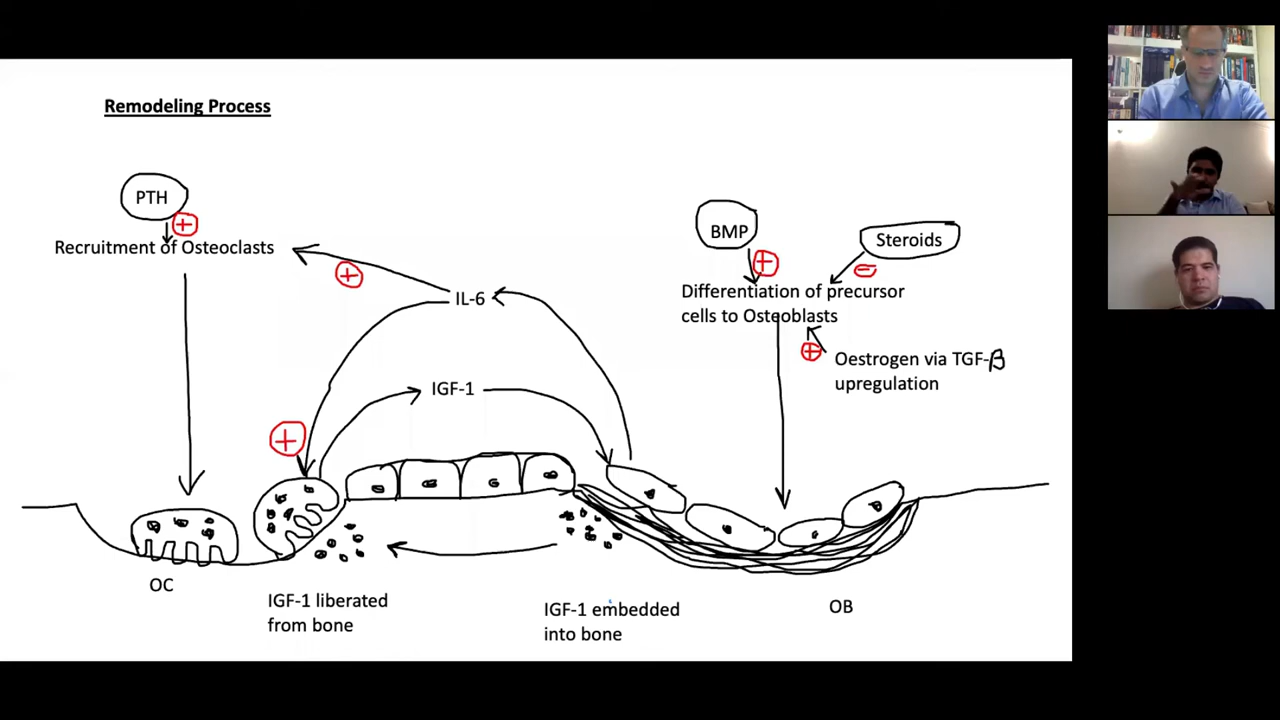 Remodeling Process
PTH
+
Recruitment of Osteoclasts
+
IL-6
IGF-1
+
BMP
+
Steroids
-
Differentiation of precursor
cells to Osteoblasts
+
Oestrogen via TGF-β
upregulation
OC
IGF-1 liberated
from bone
IGF-1 embedded
into bone
OB